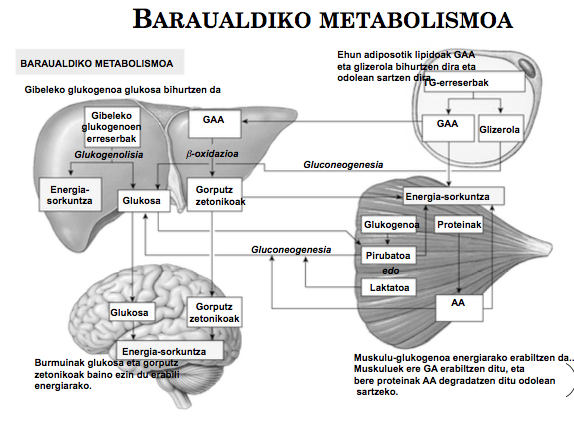 BARAUALDIKO METABOLISMOA
BARAUALDIKO METABOLISMOA
Ehun adiposotik lipidoak GAA
eta glizerola bihurtzen dira eta
odolean sartzen dira
TG-erreserbak
Gibeleko glukogenoa glukosa bihurtzen da
Gibeleko
glukogenoen
erreserbak
GAA
GAA
Glizerola
Glukogenolisia
β-oxidazioa
Gluconeogenesia
Energia-
sorkuntza
Glukosa
Gorputz
zetonikoak
Energia-sorkuntza
Glukogenoa
Proteinak
Gluconeogenesia
Pirubatoa
edo
Laktatoa
AA
Glukosa
Gorputz
zetonikoak
Energia-sorkuntza
Burmuinak glukosa eta gorputz
zetonikoak baino ezin du erabili
energiarako.
Muskulu-glukogenoa energiarako erabiltzen da..
Muskuluek ere GA erabiltzen ditu, eta
bere proteinak AA degradatzen ditu odolean
sartzeko.